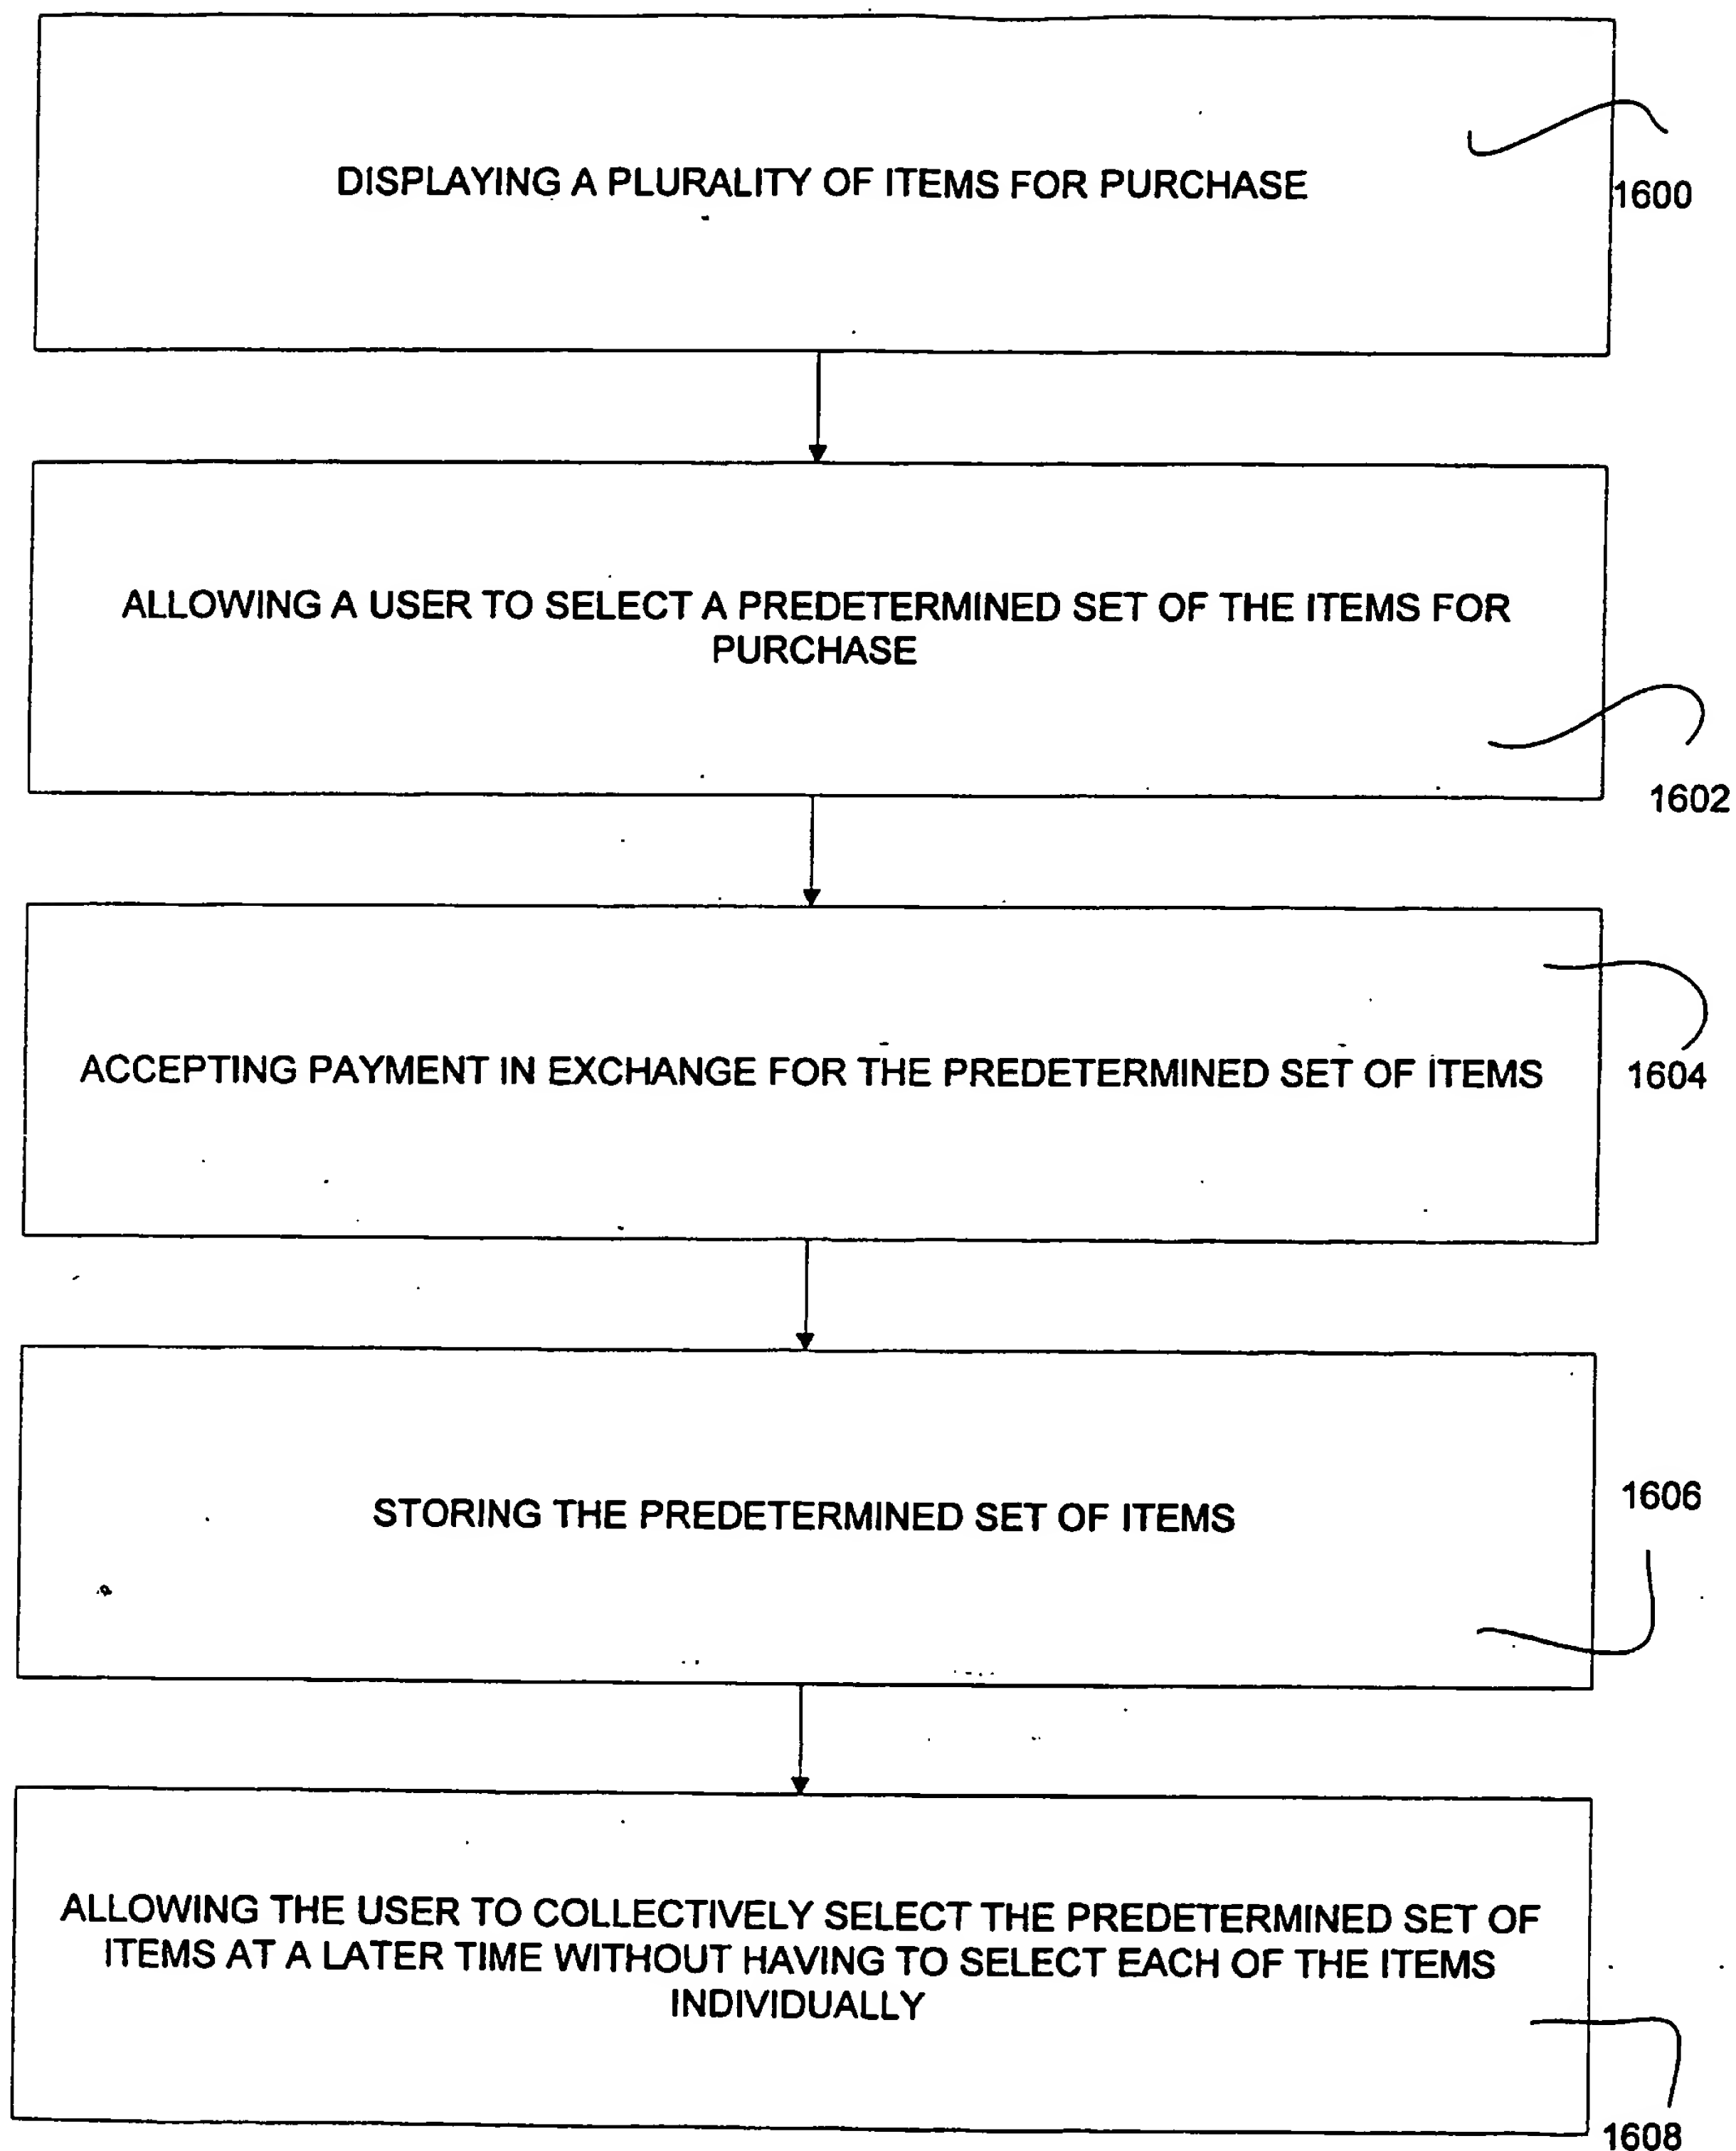 DISPLAYING A PLURALITY OF ITEMS FOR PURCHASE
1600
ALLOWING A USER TO SELECT A PREDETERMINED SET OF THE ITEMS FOR
PURCHASE
1602
ACCEPTING PAYMENT IN EXCHANGE FOR THE PREDETERMINED SET OF ITEMS
1604
STORING THE PREDETERMINED SET OF ITEMS
1606
ALLOWING THE USER TO COLLECTIVELY SELECT THE PREDETERMINED SET OF
ITEMS AT A LATER TIME WITHOUT HAVING TO SELECT EACH OF THE ITEMS
INDIVIDUALLY
1608